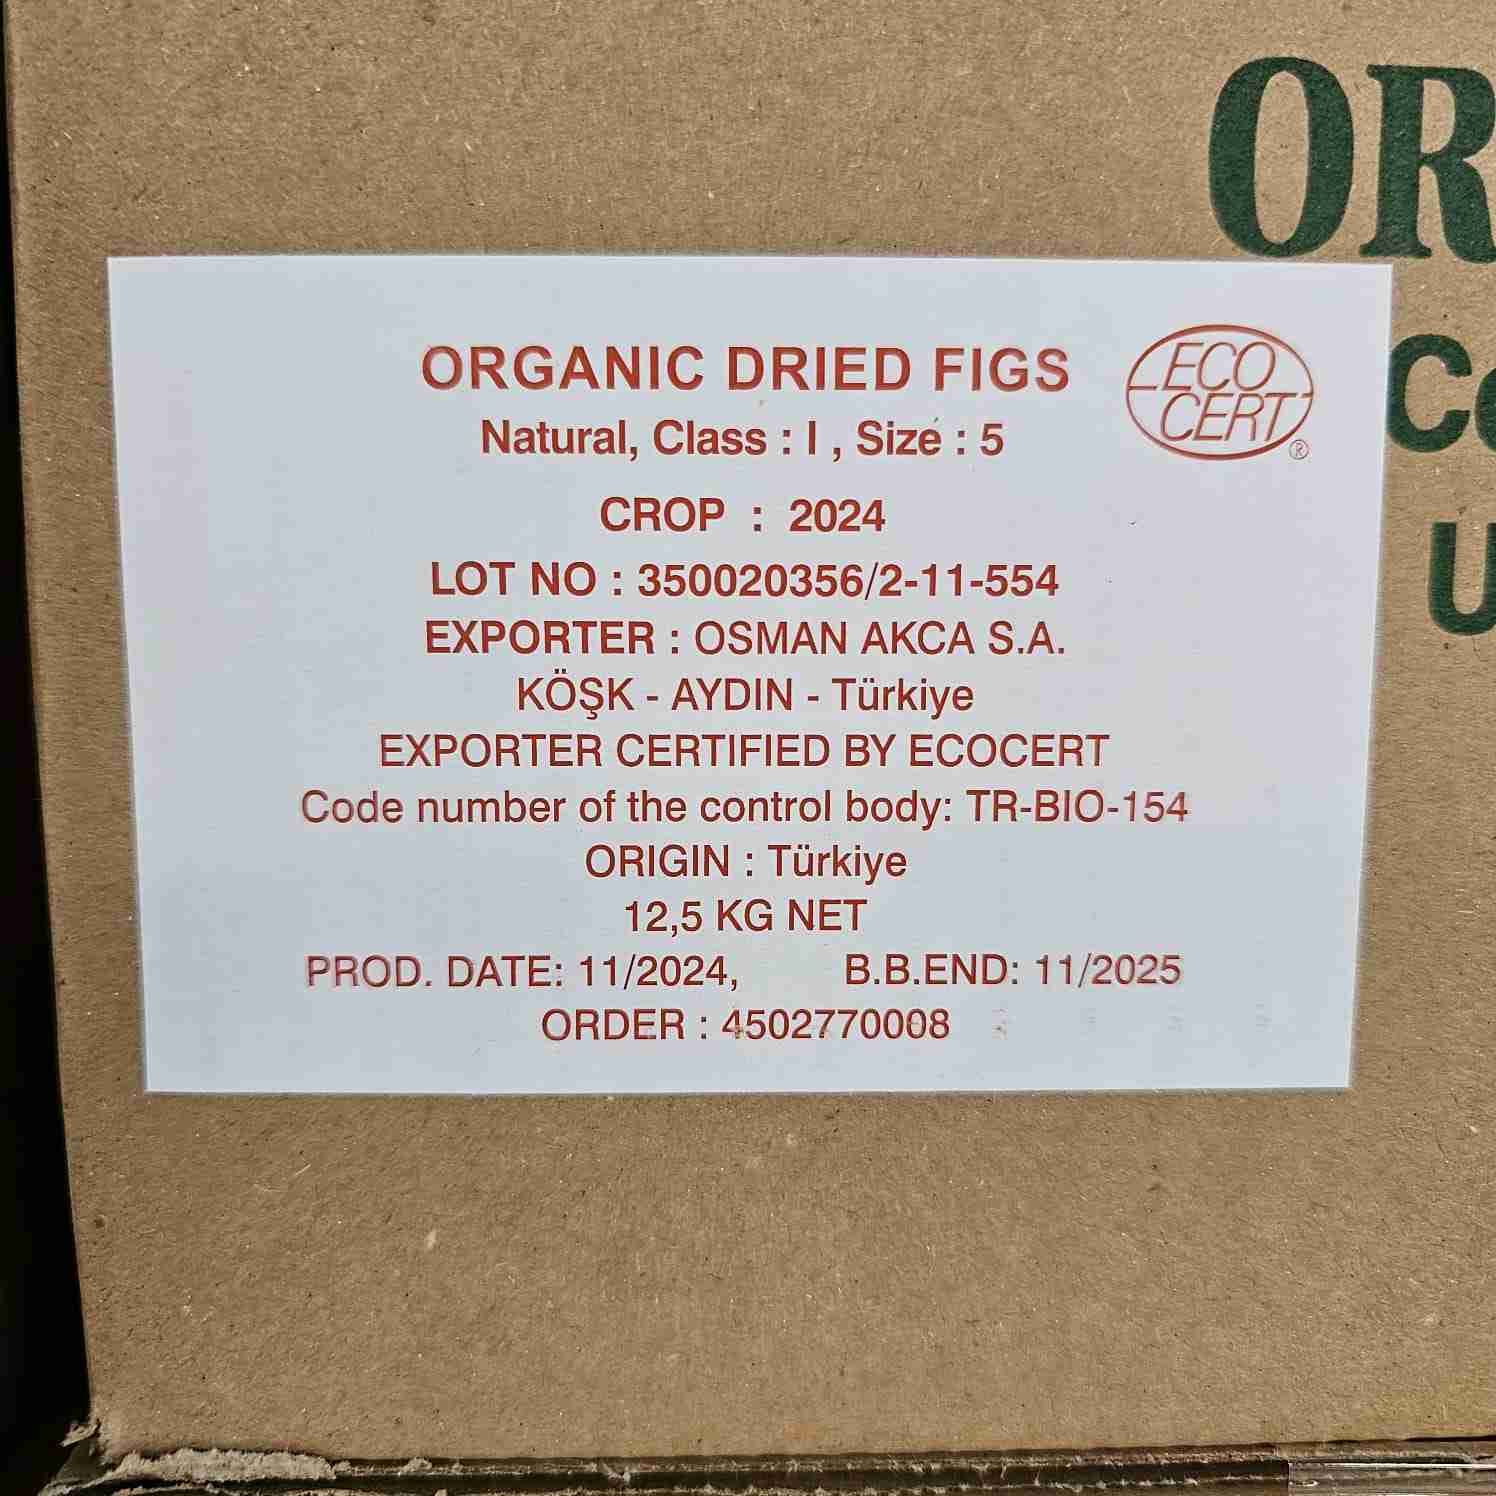 OR
Co
U
ORGANIC DRIED FIGS
ECO
CERT
®
Natural, Class : I , Size : 5
CROP : 2024
LOT NO : 350020356/2-11-554
EXPORTER : OSMAN AKCA S.A.
KÖŞK - AYDIN - Türkiye
EXPORTER CERTIFIED BY ECOCERT
Code number of the control body: TR-BIO-154
ORIGIN : Türkiye
12,5 KG NET
PROD. DATE: 11/2024, B.B.END: 11/2025
ORDER : 4502770008